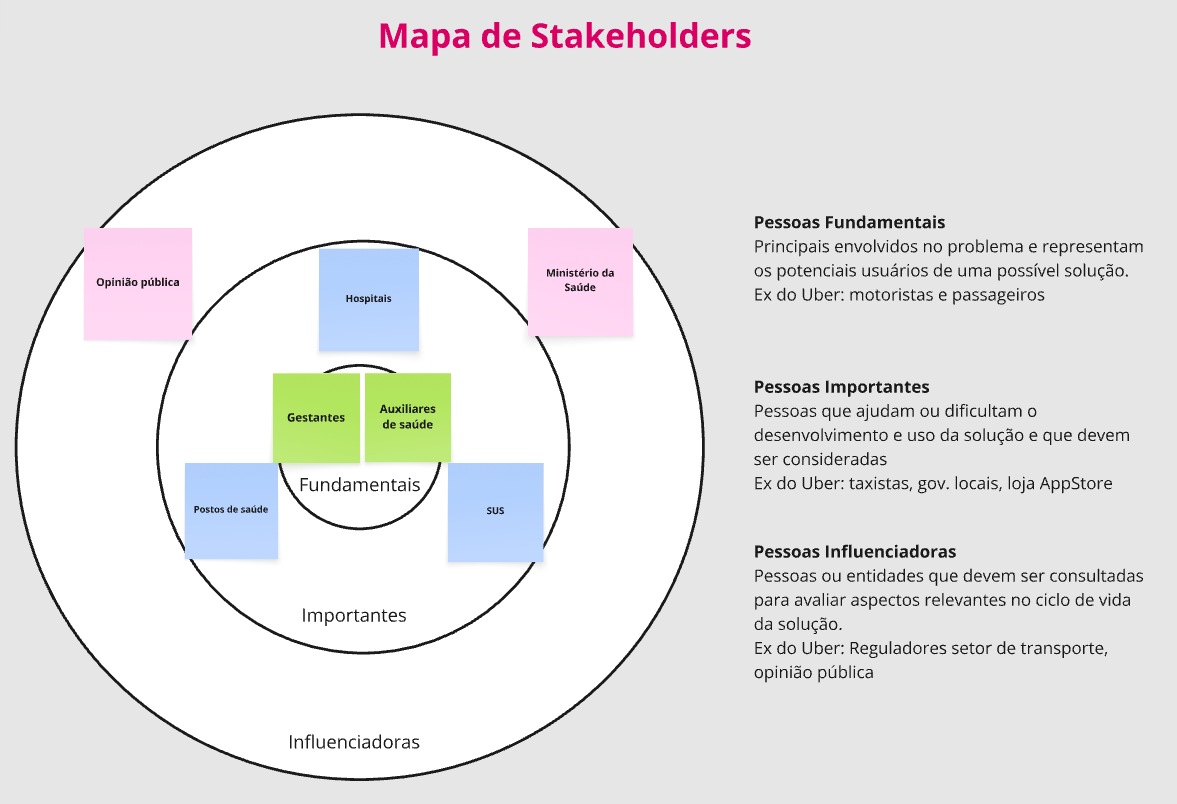 Mapa de Stakeholders
Opinião pública
Hospitais
Ministério da
Saúde
Gestantes
Auxiliares
de saúde
Postos de saúde
Fundamentais
SUS
Importantes
Influenciadoras
Pessoas Fundamentais
Principais envolvidos no problema e representam
os potenciais usuários de uma possível solução.
Ex do Uber: motoristas e passageiros
Pessoas Importantes
Pessoas que ajudam ou dificultam o
desenvolvimento e uso da solução e que devem
ser consideradas
Ex do Uber: taxistas, gov. locais, loja AppStore
Pessoas Influenciadoras
Pessoas ou entidades que devem ser consultadas
para avaliar aspectos relevantes no ciclo de vida
da solução.
Ex do Uber: Reguladores setor de transporte,
opinião pública